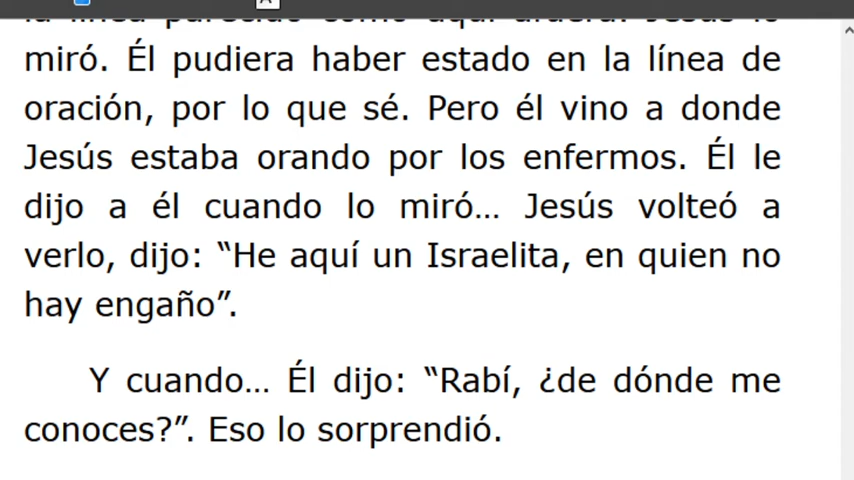 miró. Él pudiera haber estado en la línea de
oración, por lo que sé. Pero él vino a donde
Jesús estaba orando por los enfermos. Él le
dijo a él cuando lo miró... Jesús volteó a
verlo, dijo: “He aquí un Israelita, en quien no
hay engaño”.
Y cuando... Él dijo: “Rabí, ¿de dónde me
conoces?”. Eso lo sorprendió.